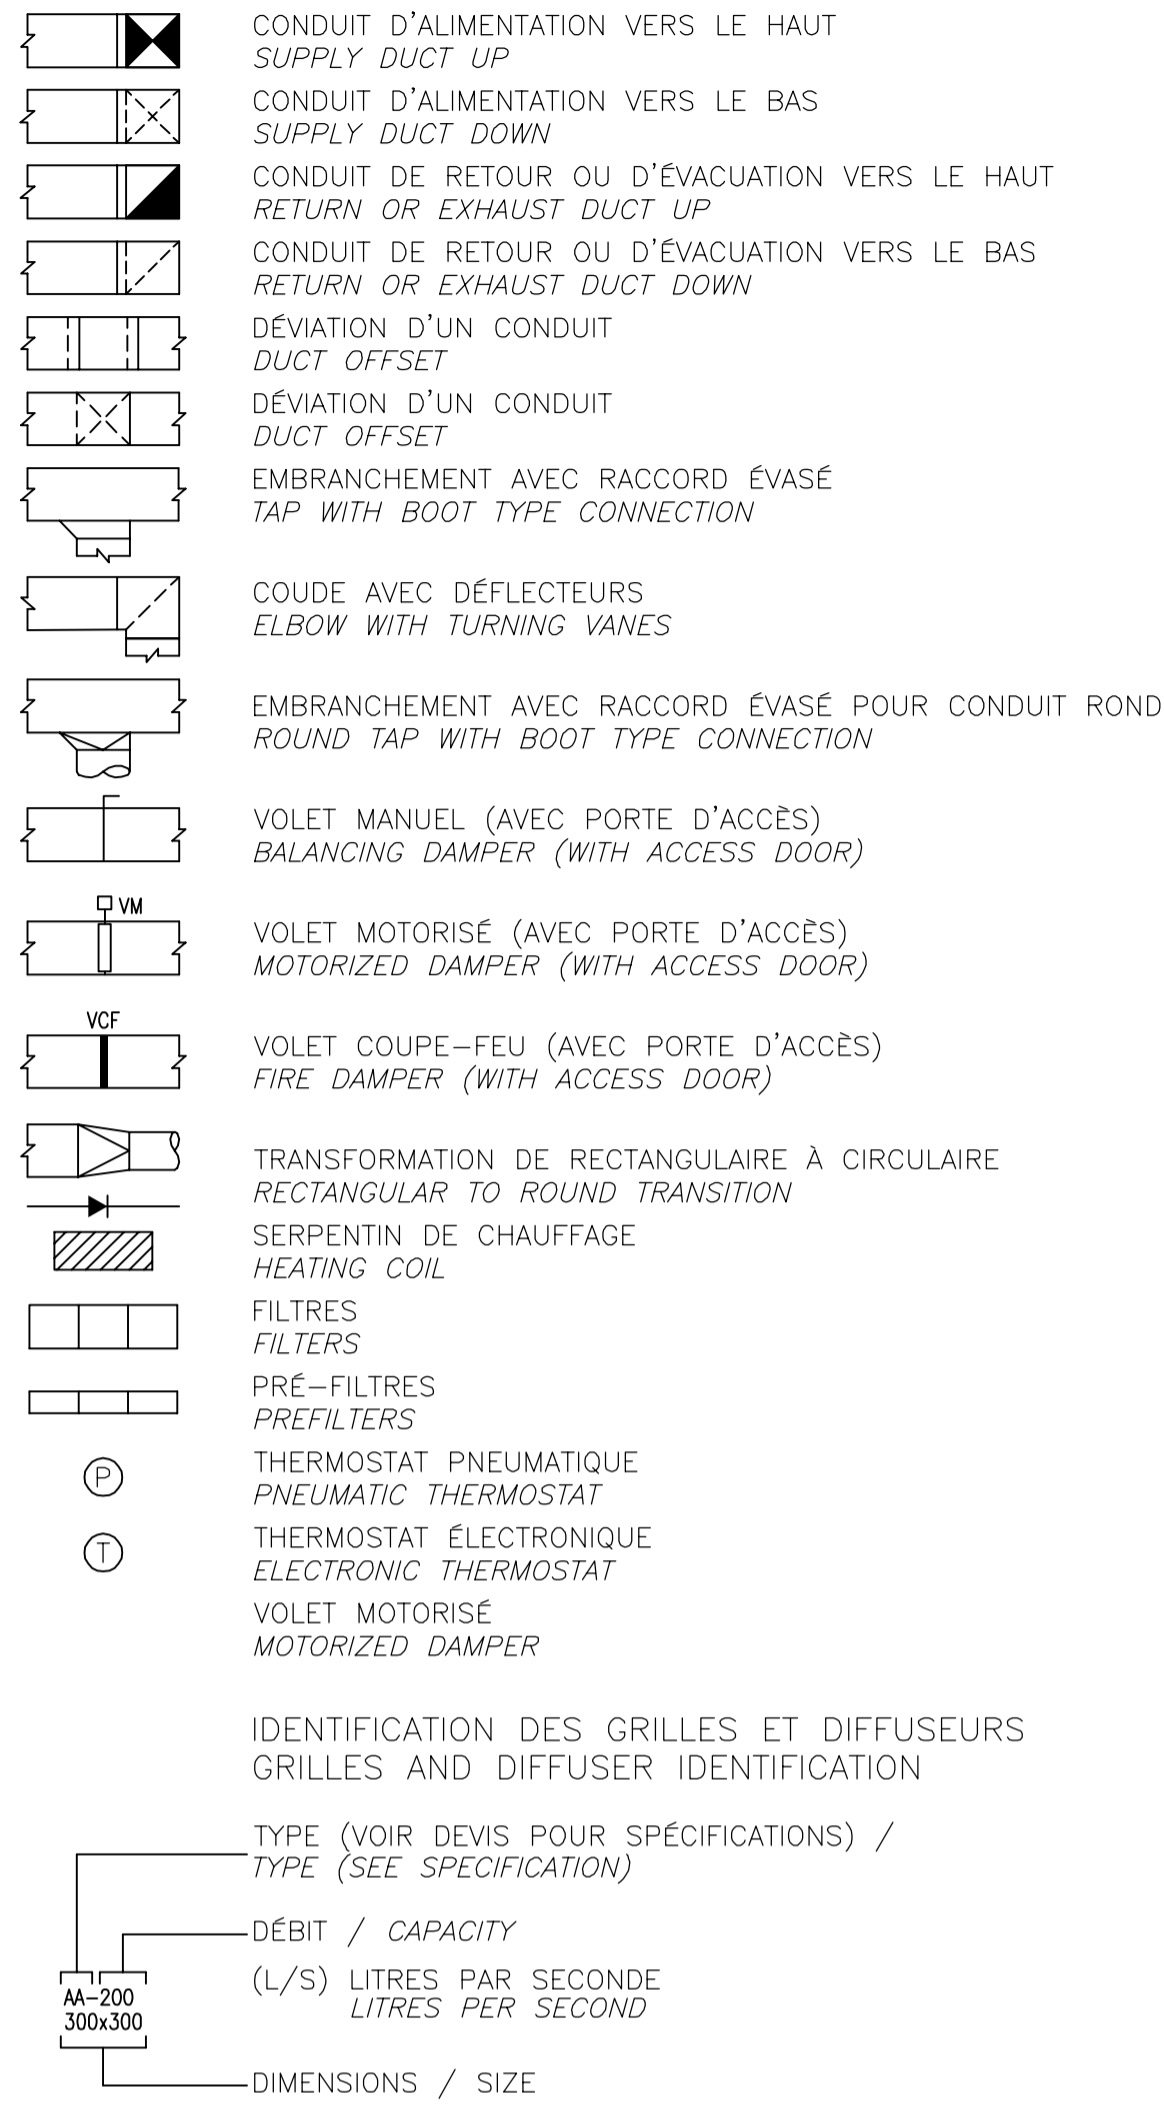 CONDUIT D'ALIMENTATION VERS LE HAUT
SUPPLY DUCT UP
CONDUIT D'ALIMENTATION VERS LE BAS
SUPPLY DUCT DOWN
CONDUIT DE RETOUR OU D'ÉVACUATION VERS LE HAUT
RETURN OR EXHAUST DUCT UP
CONDUIT DE RETOUR OU D'ÉVACUATION VERS LE BAS
RETURN OR EXHAUST DUCT DOWN
DÉVIATION D'UN CONDUIT
DUCT OFFSET
DÉVIATION D'UN CONDUIT
DUCT OFFSET
EMBRANCHEMENT AVEC RACCORD ÉVASÉ
TAP WITH BOOT TYPE CONNECTION
COUDE AVEC DÉFLECTEURS
ELBOW WITH TURNING VANES
EMBRANCHEMENT AVEC RACCORD ÉVASÉ POUR CONDUIT ROND
ROUND TAP WITH BOOT TYPE CONNECTION
VOLET MANUEL (AVEC PORTE D'ACCÈS)
BALANCING DAMPER (WITH ACCESS DOOR)
VM
VOLET MOTORISÉ (AVEC PORTE D'ACCÈS)
MOTORIZED DAMPER (WITH ACCESS DOOR)
VCF
VOLET COUPE-FEU (AVEC PORTE D'ACCÈS)
FIRE DAMPER (WITH ACCESS DOOR)
TRANSFORMATION DE RECTANGULAIRE À CIRCULAIRE
RECTANGULAR TO ROUND TRANSITION
SERPENTIN DE CHAUFFAGE
HEATING COIL
FILTRES
FILTERS
PRÉ-FILTRES
PREFILTERS
P
THERMOSTAT PNEUMATIQUE
PNEUMATIC THERMOSTAT
T
THERMOSTAT ÉLECTRONIQUE
ELECTRONIC THERMOSTAT
VOLET MOTORISÉ
MOTORIZED DAMPER
IDENTIFICATION DES GRILLES ET DIFFUSEURS
GRILLES AND DIFFUSER IDENTIFICATION
TYPE (VOIR DEVIS POUR SPÉCIFICATIONS) /
TYPE (SEE SPECIFICATION)
DÉBIT / CAPACITY
(L/S) LITRES PAR SECONDE
LITRES PER SECOND
AA-200
300x300
DIMENSIONS / SIZE